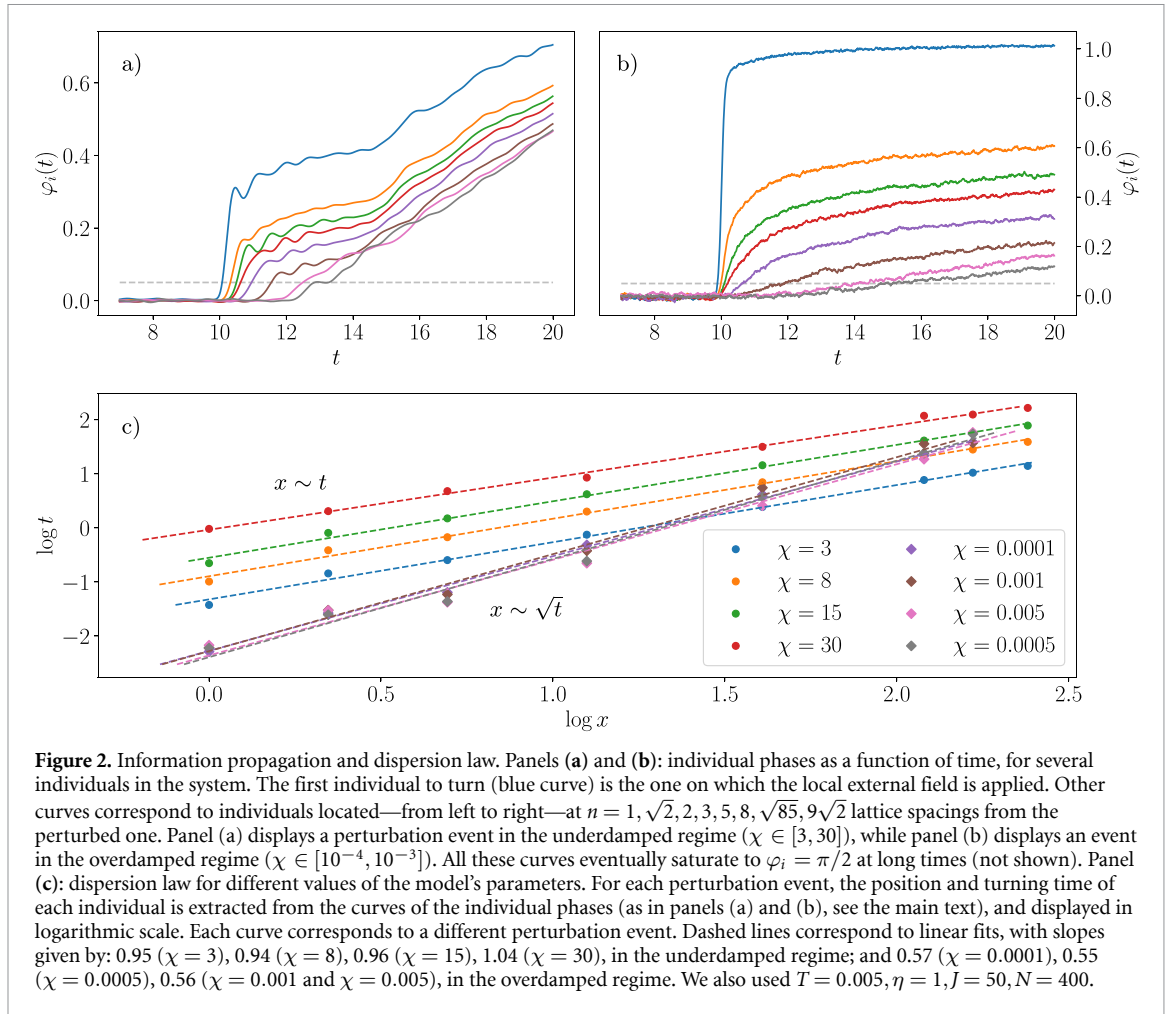 a)
b)
0.6
0.4
0.2
0.0
φᵢ(t)
8
10
12
14
16
18
20
t
1.0
0.8
0.6
0.4
0.2
0.0
φᵢ(t)
8
10
12
14
16
18
20
t
c)
2
1
0
−1
−2
log t
x ∼ t
x ∼ √t
χ = 3
χ = 8
χ = 15
χ = 30
χ = 0.0001
χ = 0.001
χ = 0.005
χ = 0.0005
0.0
0.5
1.0
1.5
2.0
2.5
log x
Figure 2. Information propagation and dispersion law. Panels (a) and (b): individual phases as a function of time, for several
individuals in the system. The first individual to turn (blue curve) is the one on which the local external field is applied. Other
curves correspond to individuals located—from left to right—at n = 1, √2, 2, 3, 5, 8, √85, 9√2 lattice spacings from the
perturbed one. Panel (a) displays a perturbation event in the underdamped regime (χ ∈ [3, 30]), while panel (b) displays an event
in the overdamped regime (χ ∈ [10⁻⁴, 10⁻³]). All these curves eventually saturate to φᵢ = π/2 at long times (not shown). Panel
(c): dispersion law for different values of the model's parameters. For each perturbation event, the position and turning time of
each individual is extracted from the curves of the individual phases (as in panels (a) and (b), see the main text), and displayed in
logarithmic scale. Each curve corresponds to a different perturbation event. Dashed lines correspond to linear fits, with slopes
given by: 0.95 (χ = 3), 0.94 (χ = 8), 0.96 (χ = 15), 1.04 (χ = 30), in the underdamped regime; and 0.57 (χ = 0.0001), 0.55
(χ = 0.0005), 0.56 (χ = 0.001 and χ = 0.005), in the overdamped regime. We also used T = 0.005, η = 1, J = 50, N = 400.